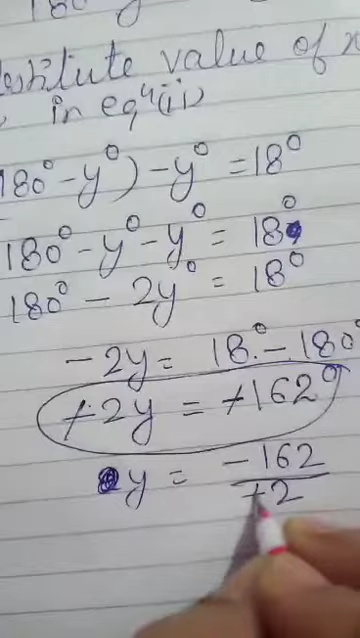 180°
substitute value of x
in eqⁿ(ii)
180° - y°) - y° = 18°
180° - y° - y° = 18°
180° - 2y° = 18°
-2y = 18° - 180°
+2y = +162°
y = -162/+2